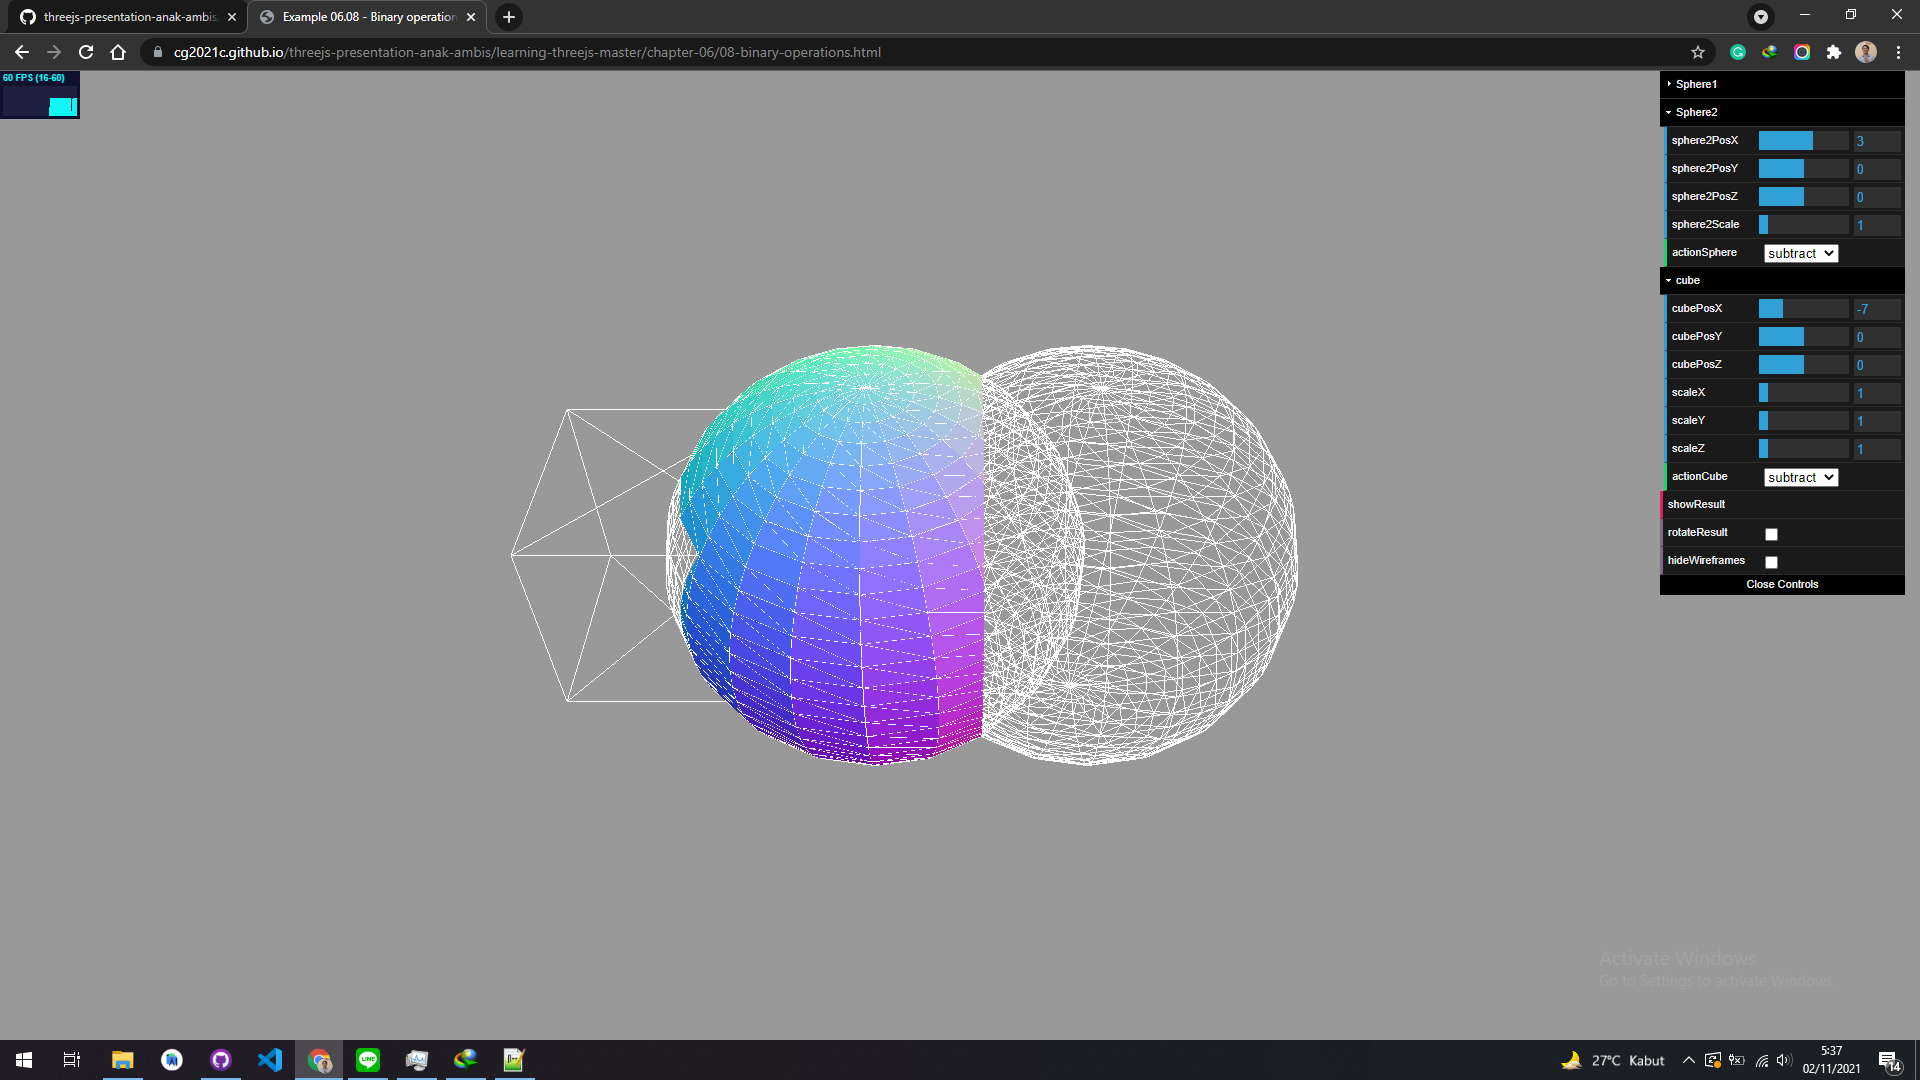 threejs-presentation-anak-ambis
Example 06.08 - Binary operation
cg2021c.github.io/threejs-presentation-anak-ambis/learning-threejs-master/chapter-06/08-binary-operations.html
60 FPS (16-60)
Sphere1
Sphere2
sphere2PosX 3
sphere2PosY 0
sphere2PosZ 0
sphere2Scale 1
actionSphere subtract
cube
cubePosX -7
cubePosY 0
cubePosZ 0
scaleX 1
scaleY 1
scaleZ 1
actionCube subtract
showResult
rotateResult
hideWireframes
Close Controls
Activate Windows
Go to Settings to activate Windows.
LINE
27°C Kabut
5:37
02/11/2021
14